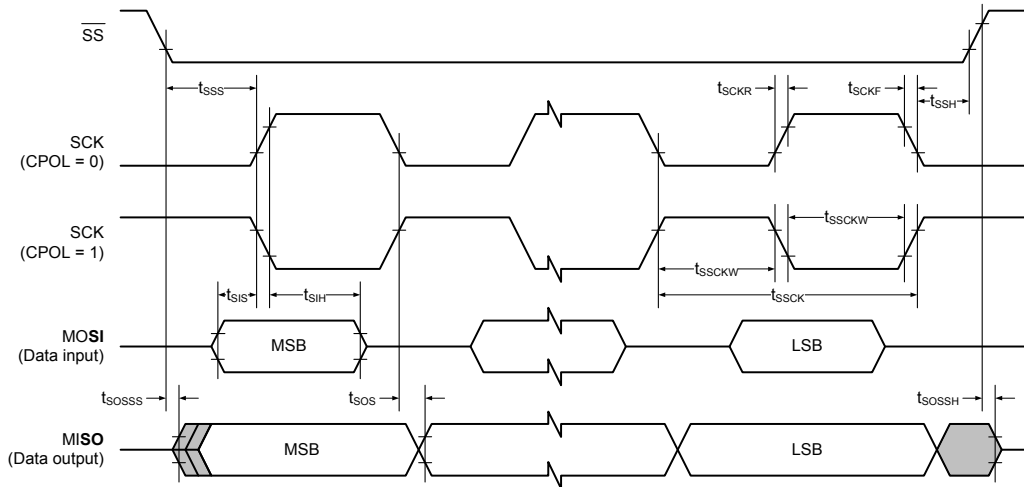 SS
tSSS
tSCKR
tSCKF
tSSH
SCK
(CPOL = 0)
SCK
(CPOL = 1)
tSSCKW
tSSCKW
tSIS
tSIH
tSSCK
MOSI
(Data input)
MSB
LSB
tSOSSS
tSOS
tSOSSH
MISO
(Data output)
MSB
LSB